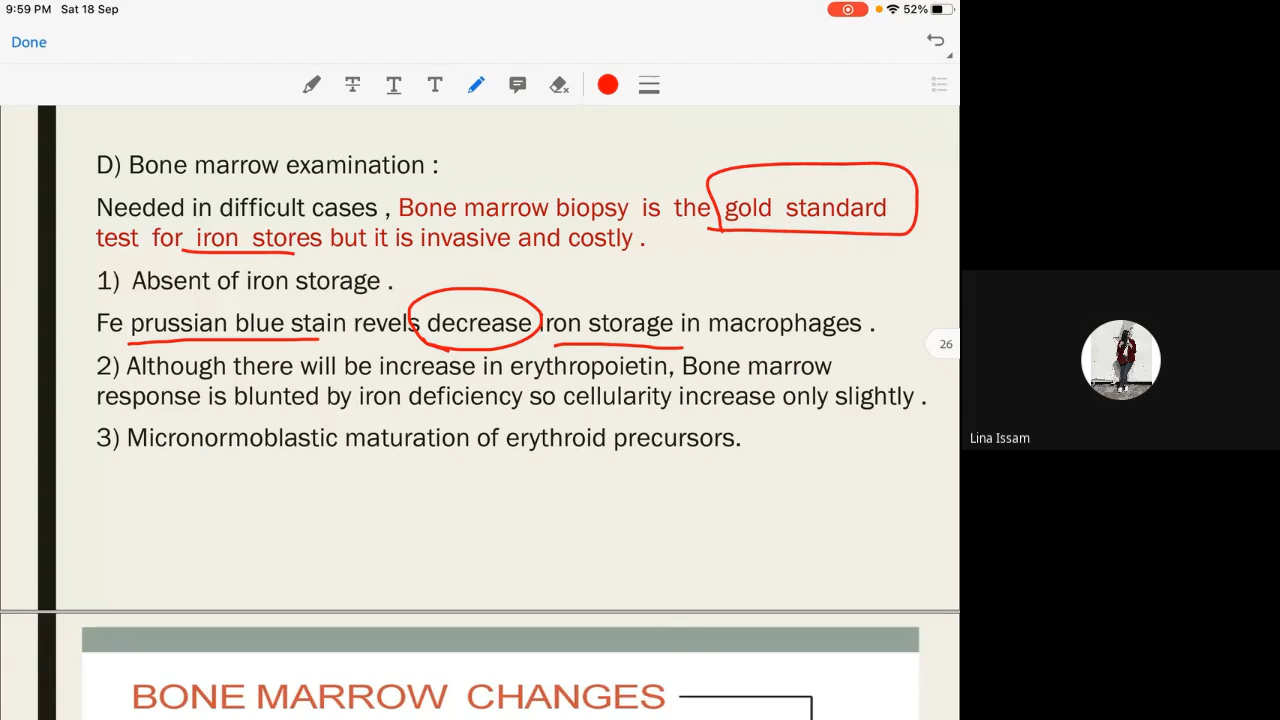 9:59 PM Sat 18 Sep 52%
Done
T T
D) Bone marrow examination :
Needed in difficult cases , Bone marrow biopsy is the gold standard
test for iron stores but it is invasive and costly .
1) Absent of iron storage .
Fe prussian blue stain revels decrease iron storage in macrophages .
26
2) Although there will be increase in erythropoietin, Bone marrow
response is blunted by iron deficiency so cellularity increase only slightly .
3) Micronormoblastic maturation of erythroid precursors.
Lina Issam
BONE MARROW CHANGES